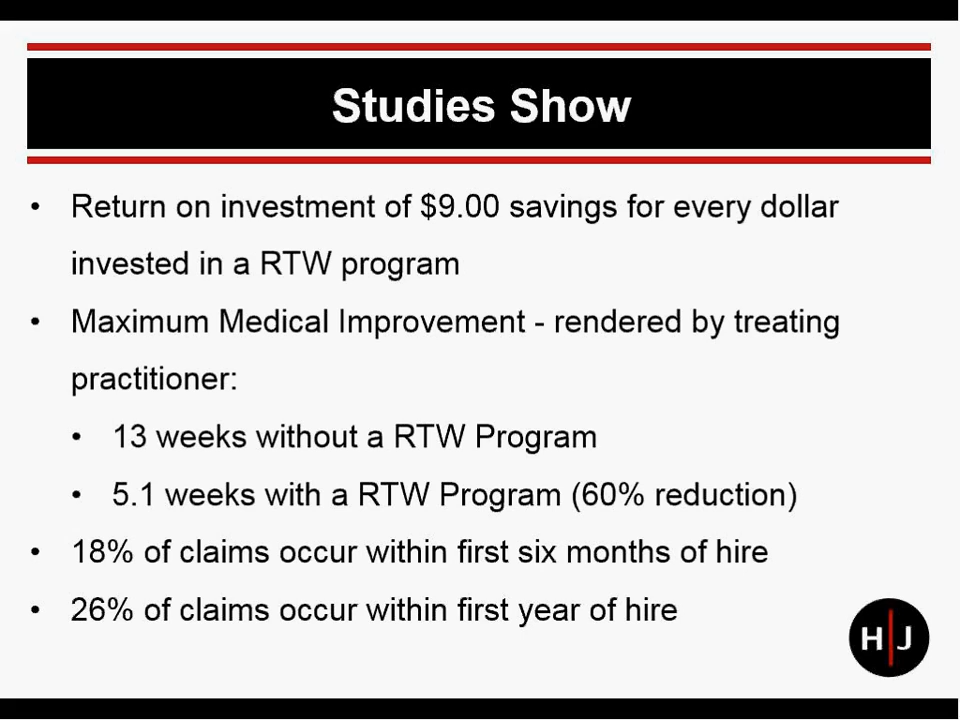 Studies Show
• Return on investment of $9.00 savings for every dollar
invested in a RTW program
• Maximum Medical Improvement - rendered by treating
practitioner:
• 13 weeks without a RTW Program
• 5.1 weeks with a RTW Program (60% reduction)
• 18% of claims occur within first six months of hire
• 26% of claims occur within first year of hire
H|J